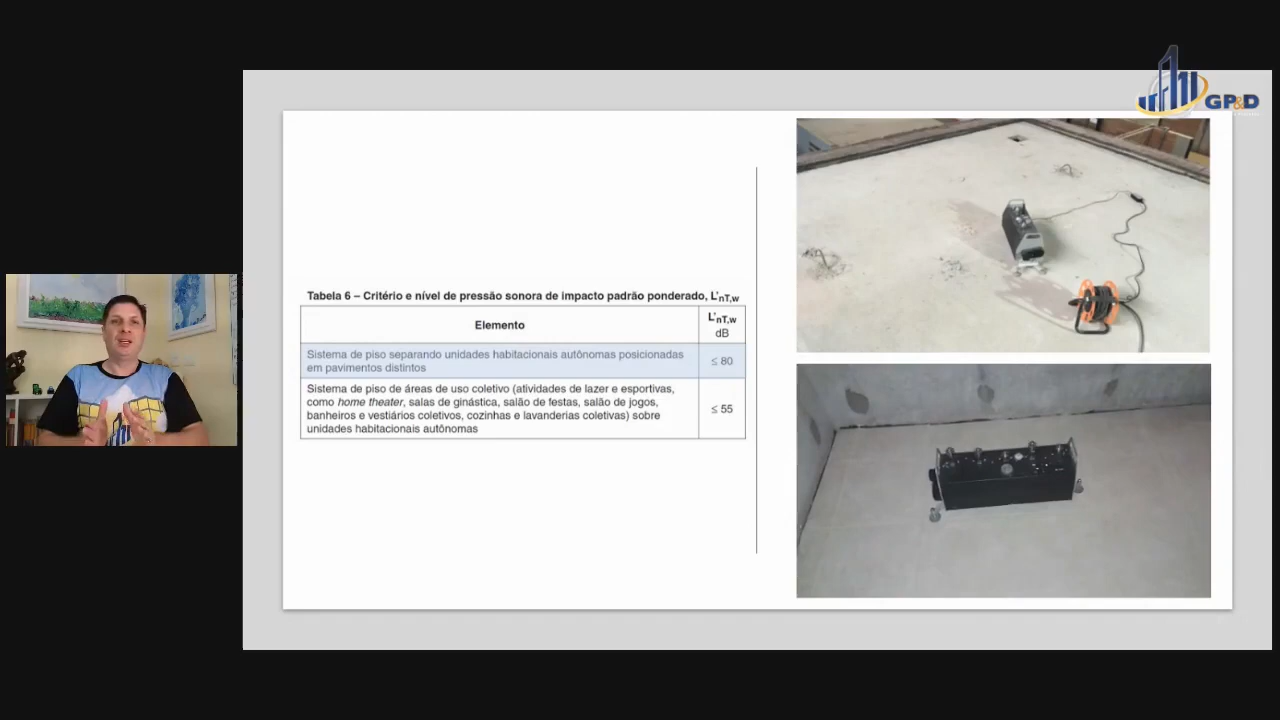 GP&D
Tabela 6 – Critério e nível de pressão sonora de impacto padrão ponderado, L'nT,w
Elemento
L'nT,w
dB
Sistema de piso separando unidades habitacionais autônomas posicionadas
em pavimentos distintos
≤ 80
Sistema de piso de áreas de uso coletivo (atividades de lazer e esportivas,
como home theater, salas de ginástica, salão de festas, salão de jogos,
banheiros e vestiários coletivos, cozinhas e lavanderias coletivas) sobre
unidades habitacionais autônomas
≤ 55